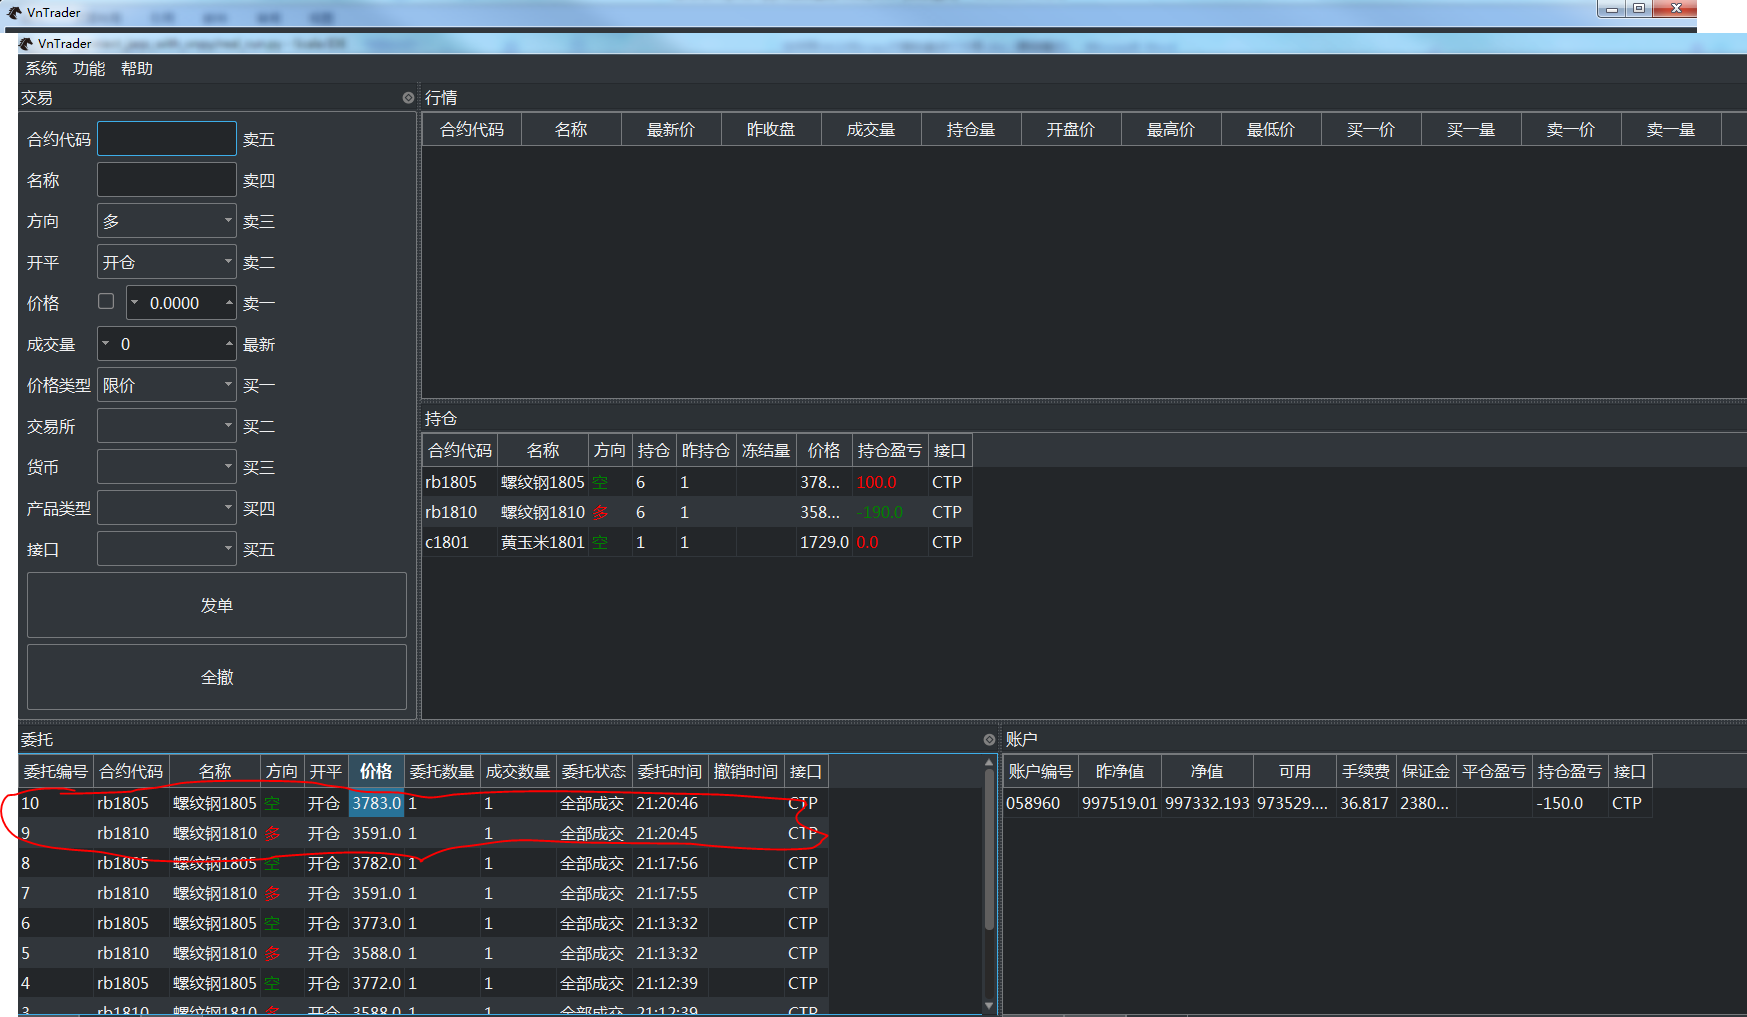 VnTrader
VnTrader
系统 功能 帮助
交易
合约代码 卖五
名称 卖四
方向 多 卖三
开平 开仓 卖二
价格 0.0000 卖一
成交量 0 最新
价格类型 限价 买一
交易所 买二
货币 买三
产品类型 买四
接口 买五
发单
全撤
行情
合约代码 名称 最新价 昨收盘 成交量 持仓量 开盘价 最高价 最低价 买一价 买一量 卖一价 卖一量
持仓
合约代码 名称 方向 持仓 昨持仓 冻结量 价格 持仓盈亏 接口
rb1805 螺纹钢1805 空 6 1 378... 100.0 CTP
rb1810 螺纹钢1810 多 6 1 358... -190.0 CTP
c1801 黄玉米1801 空 1 1 1729.0 0.0 CTP
委托
委托编号 合约代码 名称 方向 开平 价格 委托数量 成交数量 委托状态 委托时间 撤销时间 接口
10 rb1805 螺纹钢1805 空 开仓 3783.0 1 1 全部成交 21:20:46 CTP
9 rb1810 螺纹钢1810 多 开仓 3591.0 1 1 全部成交 21:20:45 CTP
8 rb1805 螺纹钢1805 空 开仓 3782.0 1 1 全部成交 21:17:56 CTP
7 rb1810 螺纹钢1810 多 开仓 3591.0 1 1 全部成交 21:17:55 CTP
6 rb1805 螺纹钢1805 空 开仓 3773.0 1 1 全部成交 21:13:32 CTP
5 rb1810 螺纹钢1810 多 开仓 3588.0 1 1 全部成交 21:13:32 CTP
4 rb1805 螺纹钢1805 空 开仓 3772.0 1 1 全部成交 21:12:39 CTP
3 rb1810 螺纹钢1810 多 开仓 3588.0 1 1 全部成交 21:12:39 CTP
账户
账户编号 昨净值 净值 可用 手续费 保证金 平仓盈亏 持仓盈亏 接口
058960 997519.01 997332.193 973529.... 36.817 2380... -150.0 CTP